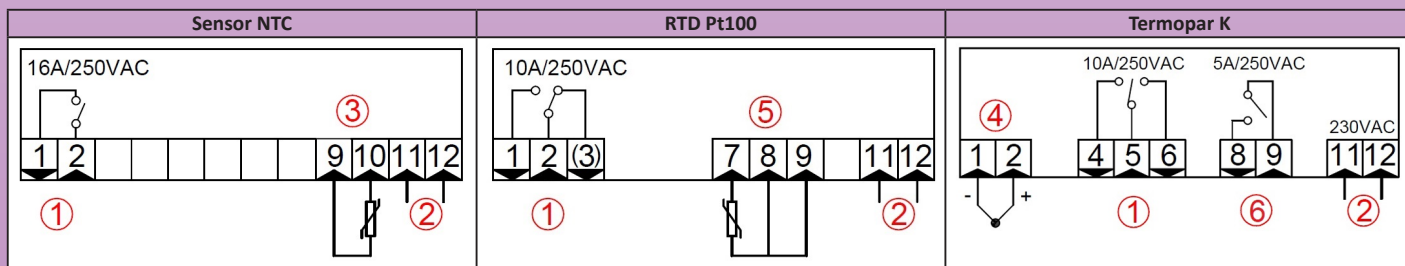 Sensor NTC
16A/250VAC
③
1 2 9 10 11 12
① ②
RTD Pt100
10A/250VAC
⑤
1 2 (3) 7 8 9 11 12
① ②
Termopar K
10A/250VAC 5A/250VAC
④
230VAC
1 2 4 5 6 8 9 11 12
- +
① ⑥ ②